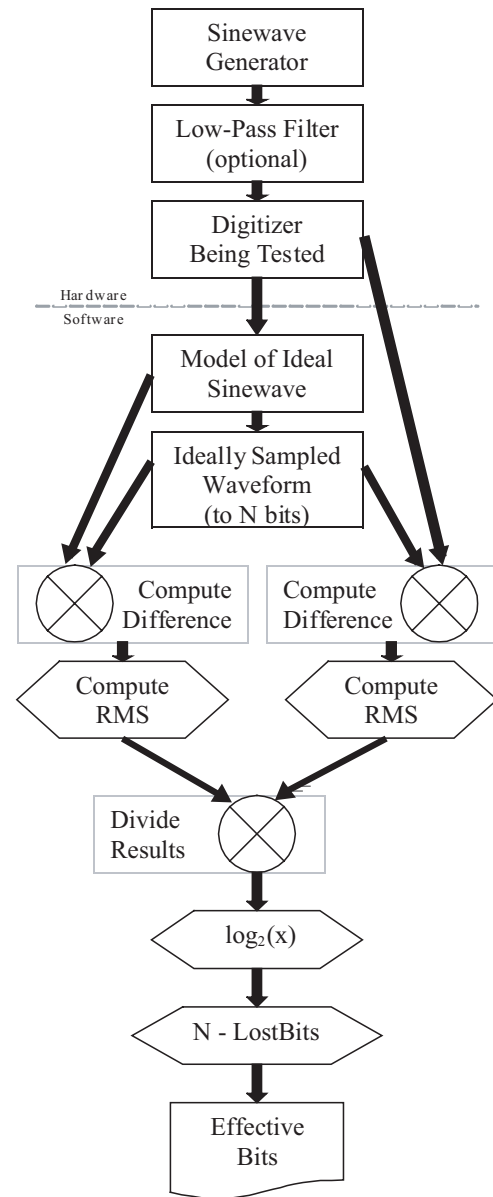 Sinewave
Generator
Low-Pass Filter
(optional)
Digitizer
Being Tested
Hardware
Software
Model of Ideal
Sinewave
Ideally Sampled
Waveform
(to N bits)
Compute
Difference
Compute
Difference
Compute
RMS
Compute
RMS
Divide
Results
log₂(x)
N - LostBits
Effective
Bits